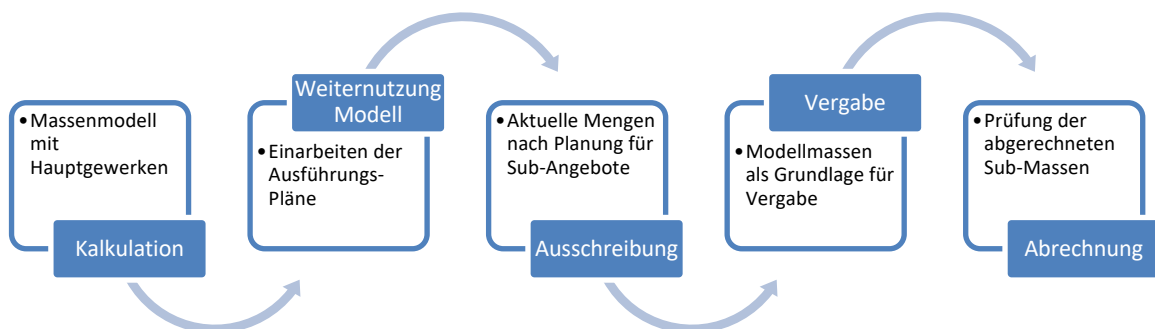 • Massenmodell
mit
Hauptgewerken
Kalkulation
Weiternutzung
Modell
• Einarbeiten der
Ausführungs-
Pläne
• Aktuelle Mengen
nach Planung für
Sub-Angebote
Ausschreibung
Vergabe
• Modellmassen
als Grundlage für
Vergabe
• Prüfung der
abgerechneten
Sub-Massen
Abrechnung